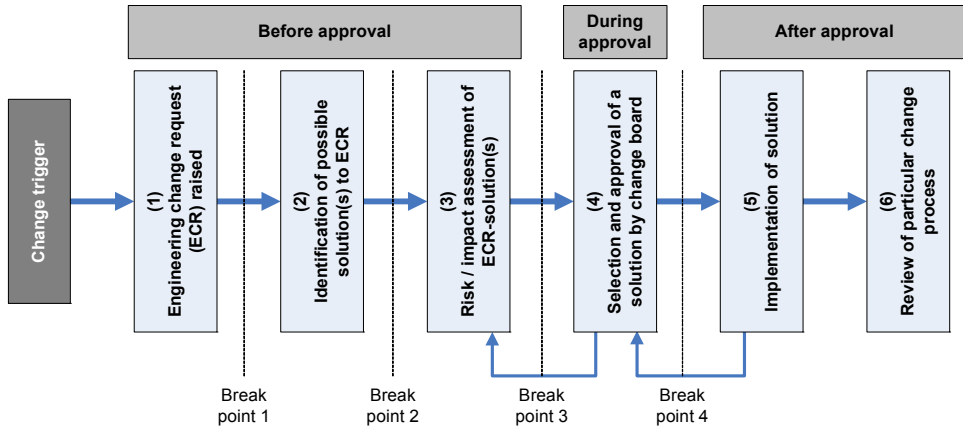 Before approval
During
approval
After approval
Change trigger
(1)
Engineering change request
(ECR) raised
(2)
Identification of possible
solution(s) to ECR
(3)
Risk / impact assessment of
ECR-solution(s)
(4)
Selection and approval of a
solution by change board
(5)
Implementation of solution
(6)
Review of particular change
process
Break
point 1
Break
point 2
Break
point 3
Break
point 4